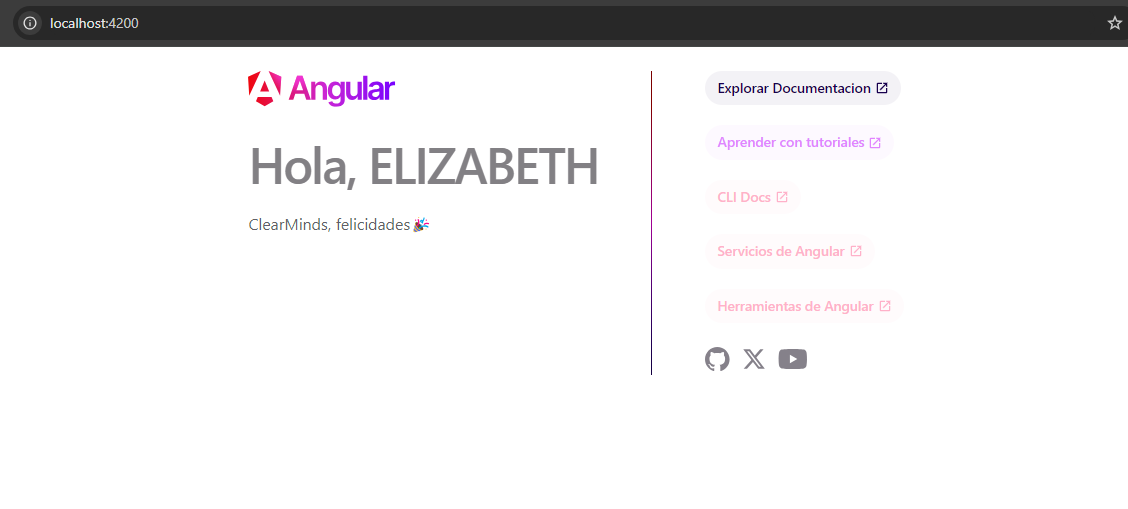 localhost:4200
Angular
Hola, ELIZABETH
ClearMinds, felicidades🎉
Explorar Documentacion
Aprender con tutoriales
CLI Docs
Servicios de Angular
Herramientas de Angular